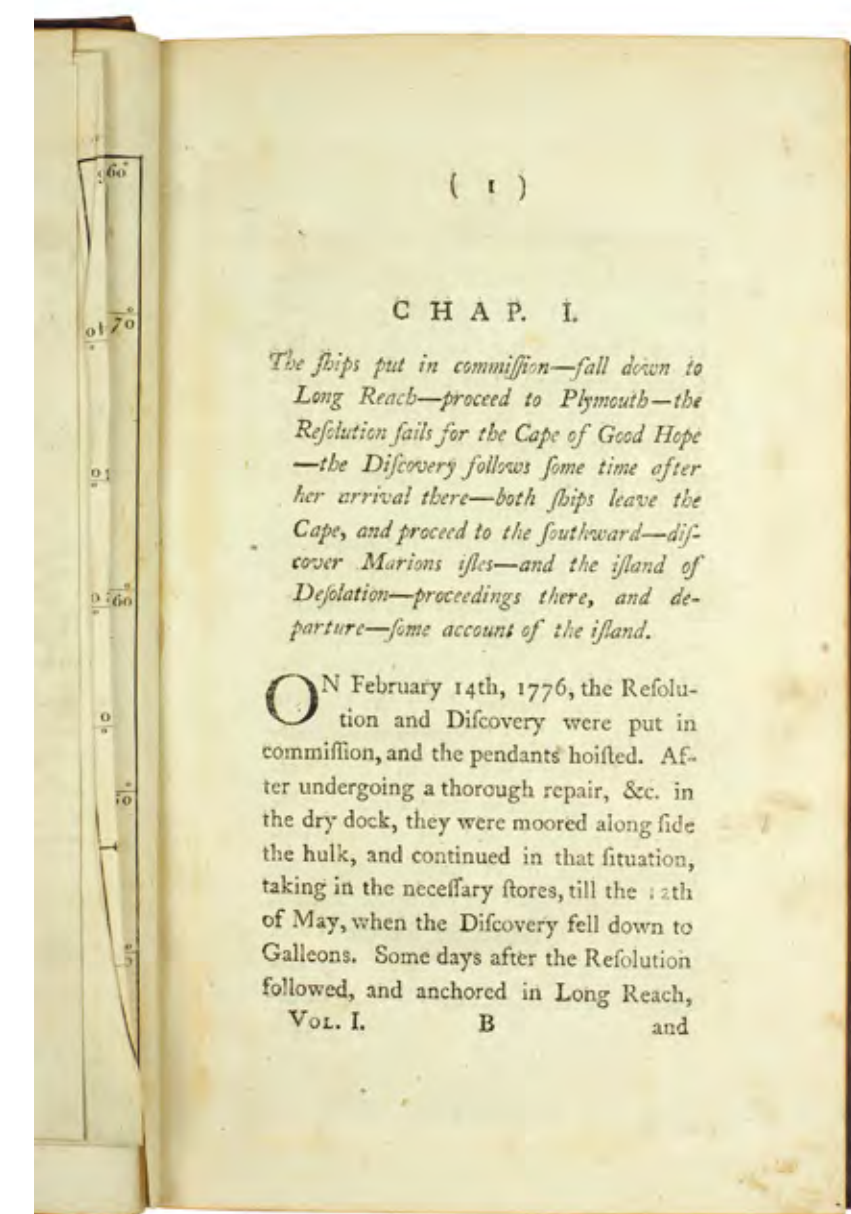 ( 1 )
CHAP. I.
The ſhips put in commiſſion—fall down to
Long Reach—proceed to Plymouth—the
Reſolution ſails for the Cape of Good Hope
—the Diſcovery follows ſome time after
her arrival there—both ſhips leave the
Cape, and proceed to the ſouthward—diſ-
cover Marions iſles—and the iſland of
Deſolation—proceedings there, and de-
parture—ſome account of the iſland.
ON February 14th, 1776, the Reſolu-
tion and Diſcovery were put in
commiſſion, and the pendants hoiſted. Af-
ter undergoing a thorough repair, &c. in
the dry dock, they were moored along ſide
the hulk, and continued in that ſituation,
taking in the neceſſary ſtores, till the 12th
of May, when the Diſcovery fell down to
Galleons. Some days after the Reſolution
followed, and anchored in Long Reach,
VOL. I. B and
60
70
60